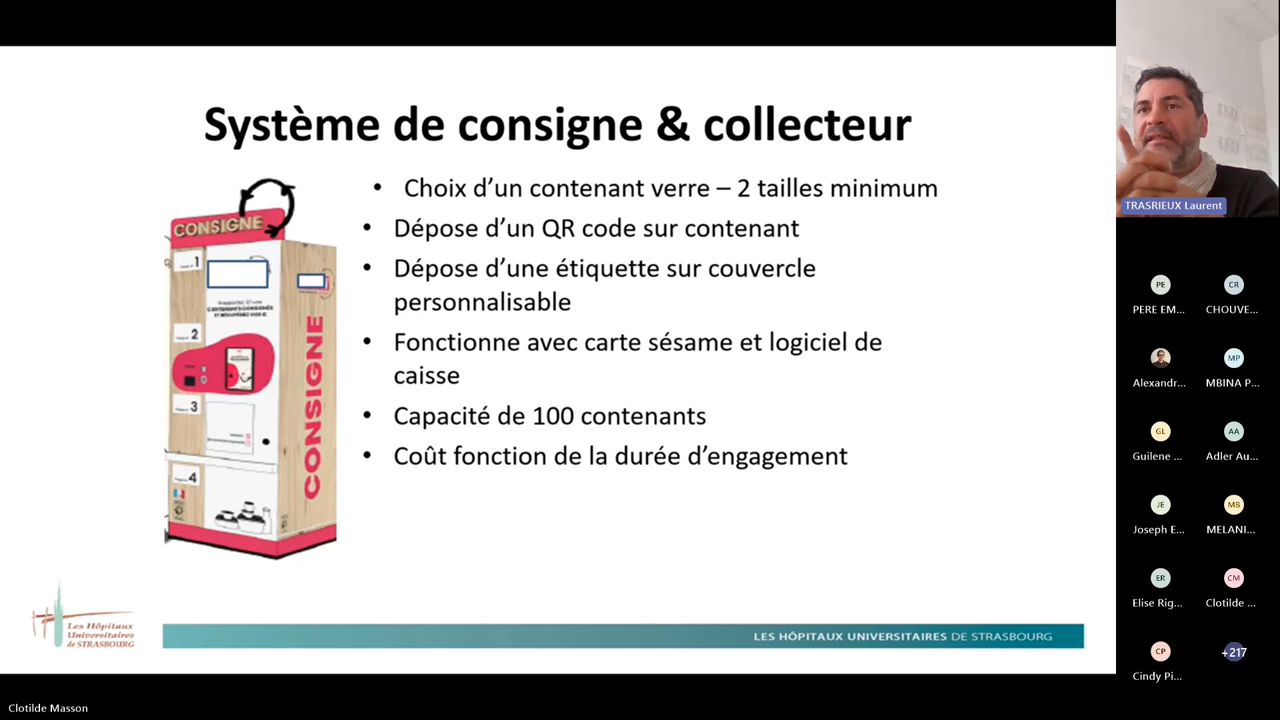 Système de consigne & collecteur
• Choix d’un contenant verre – 2 tailles minimum
• Dépose d’un QR code sur contenant
• Dépose d’une étiquette sur couvercle
personnalisable
• Fonctionne avec carte sésame et logiciel de
caisse
• Capacité de 100 contenants
• Coût fonction de la durée d’engagement
CONSIGNE
1
2
3
4
CONSIGNE
Les Hôpitaux
Universitaires
de STRASBOURG
LES HÔPITAUX UNIVERSITAIRES DE STRASBOURG
TRASRIEUX Laurent
PE
CR
PERE EM...
CHOUVE...
MP
Alexandr...
MBINA P...
GL
AA
Guilene ...
Adler Au...
JE
MB
Joseph E...
MELANI...
ER
CM
Elise Rig...
Clotilde ...
CP
+217
Cindy Pi...
Clotilde Masson